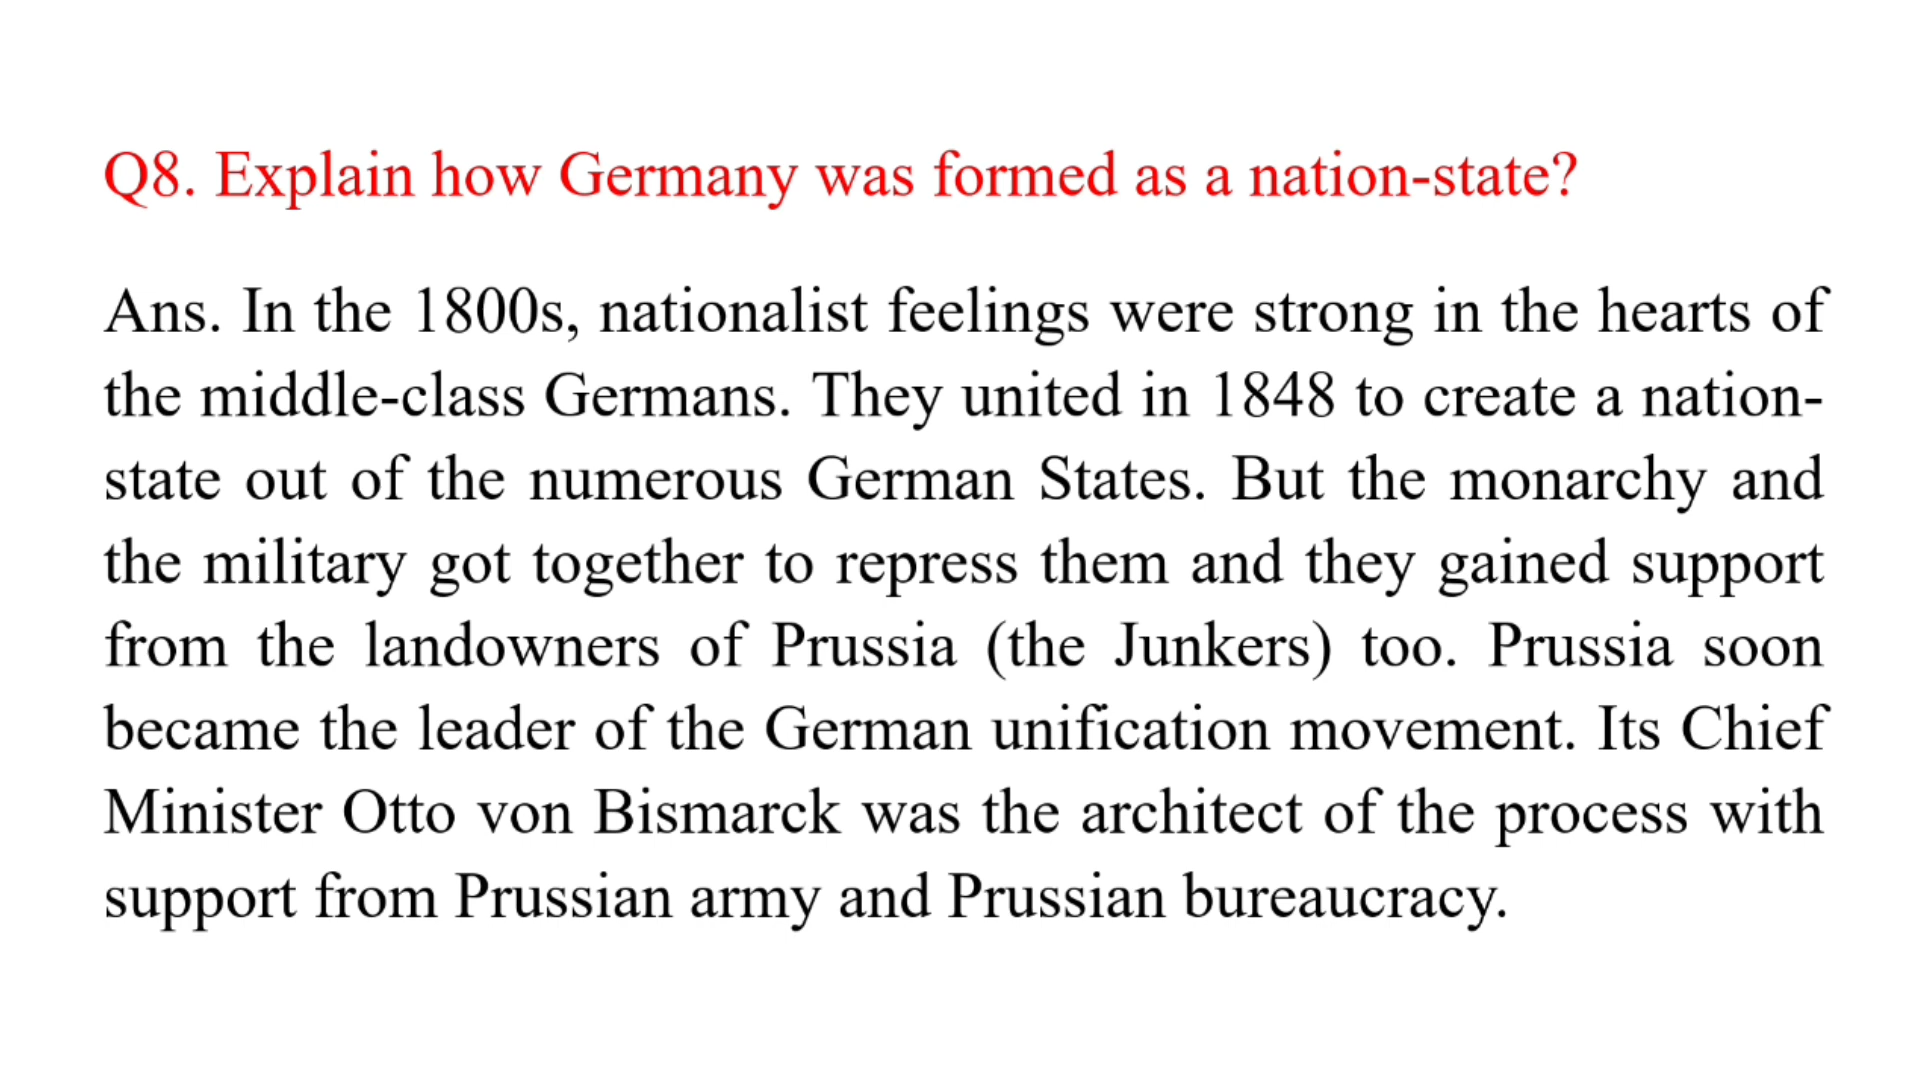 Q8. Explain how Germany was formed as a nation-state?
Ans. In the 1800s, nationalist feelings were strong in the hearts of
the middle-class Germans. They united in 1848 to create a nation-
state out of the numerous German States. But the monarchy and
the military got together to repress them and they gained support
from the landowners of Prussia (the Junkers) too. Prussia soon
became the leader of the German unification movement. Its Chief
Minister Otto von Bismarck was the architect of the process with
support from Prussian army and Prussian bureaucracy.